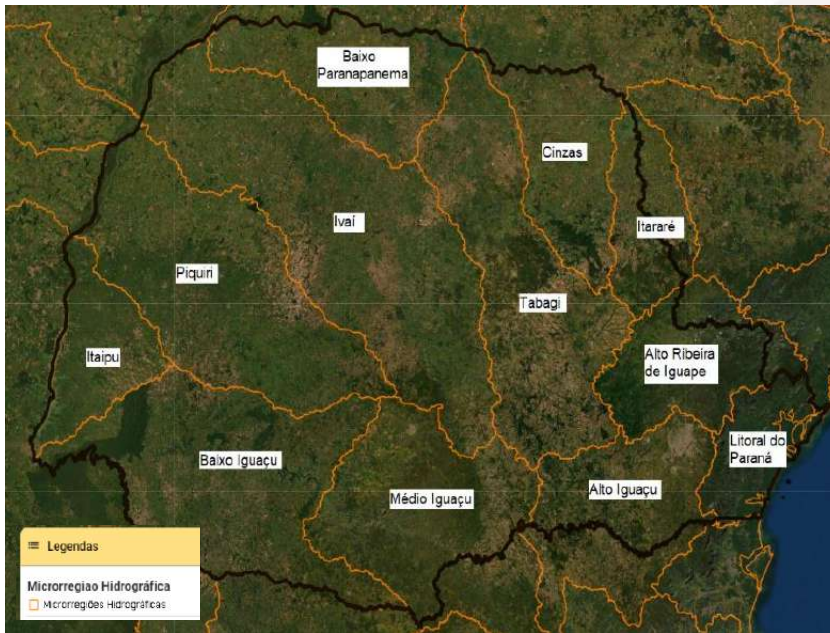 Baixo
Paranapanema
Cinzas
Ivaí
Itararé
Piquiri
Tabagi
Itaipu
Alto Ribeira
de Iguape
Litoral do
Paraná
Baixo Iguaçu
Médio Iguaçu
Alto Iguaçu
Legendas
Microrregiao Hidrográfica
Microrregiões Hidrográficas